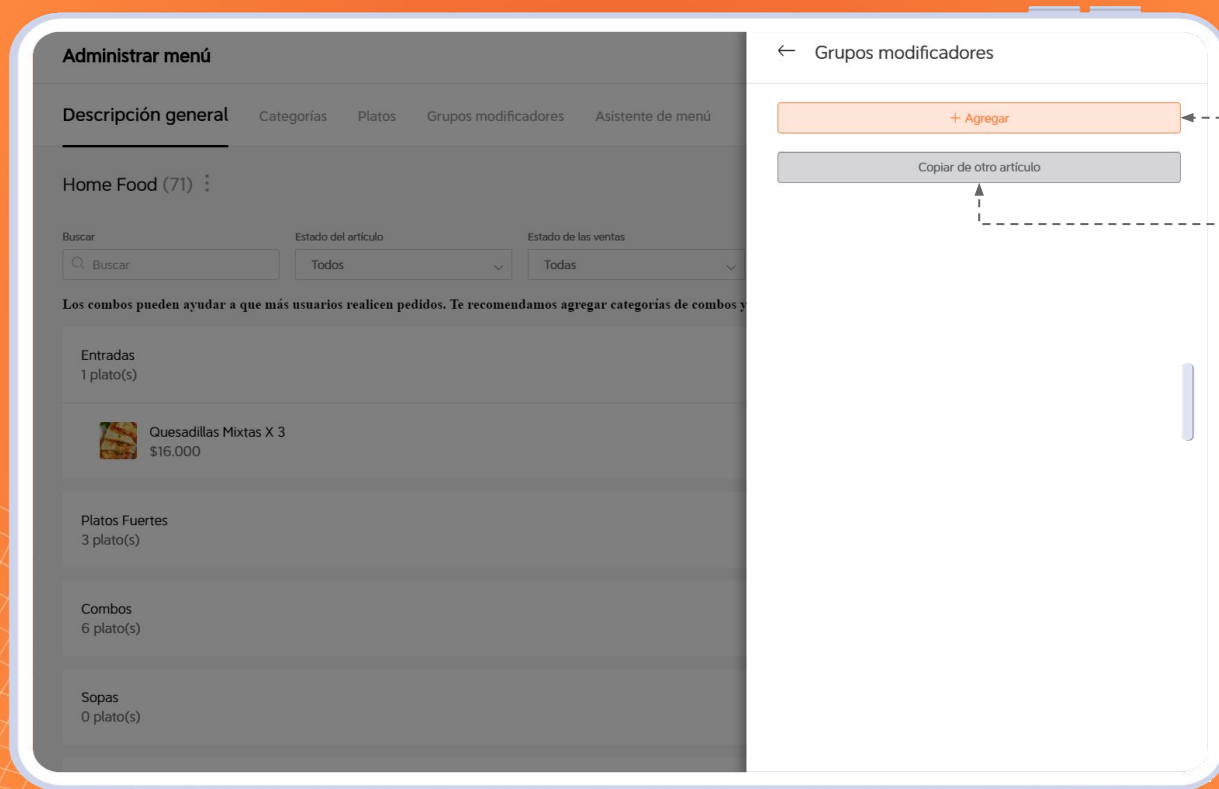 Administrar menú
Descripción general Categorías Platos Grupos modificadores Asistente de menú
Home Food (71)
Buscar Estado del artículo Estado de las ventas
Buscar Todos Todas
Los combos pueden ayudar a que más usuarios realicen pedidos. Te recomendamos agregar categorías de combos y
Entradas
1 plato(s)
Quesadillas Mixtas X 3
$16.000
Platos Fuertes
3 plato(s)
Combos
6 plato(s)
Sopas
0 plato(s)
← Grupos modificadores
+ Agregar
Copiar de otro artículo